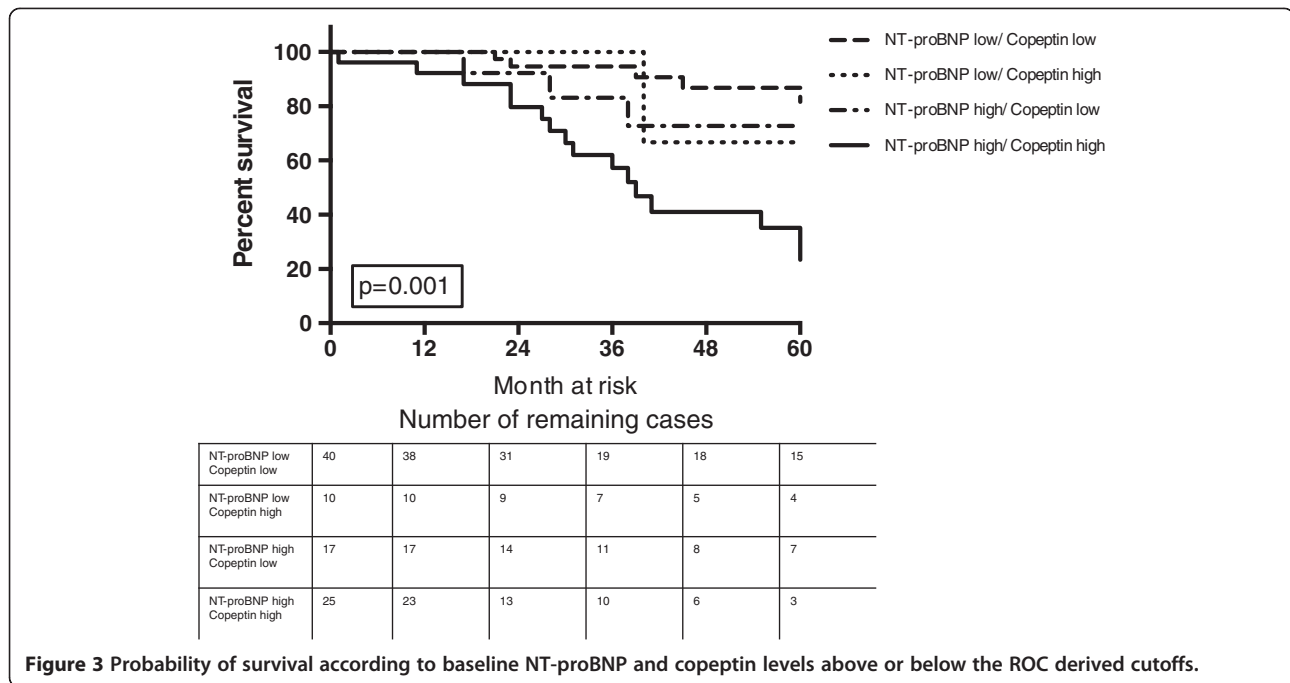 100
80
60
40
20
0
Percent survival
p=0.001
0 12 24 36 48 60
Month at risk
NT-proBNP low/ Copeptin low
NT-proBNP low/ Copeptin high
NT-proBNP high/ Copeptin low
NT-proBNP high/ Copeptin high
Number of remaining cases
NT-proBNP low
Copeptin low
40 38 31 19 18 15
NT-proBNP low
Copeptin high
10 10 9 7 5 4
NT-proBNP high
Copeptin low
17 17 14 11 8 7
NT-proBNP high
Copeptin high
25 23 13 10 6 3
Figure 3 Probability of survival according to baseline NT-proBNP and copeptin levels above or below the ROC derived cutoffs.